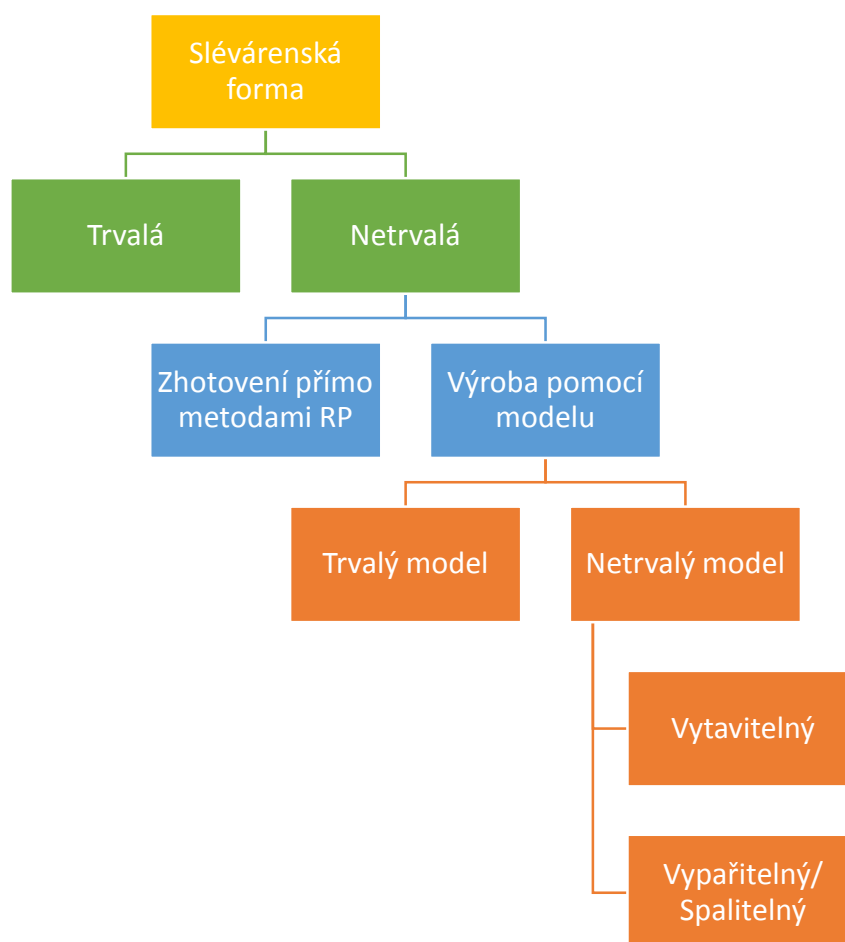 Slévárenská
forma
Trvalá
Netrvalá
Zhotovení přímo
metodami RP
Výroba pomocí
modelu
Trvalý model
Netrvalý model
Vytavitelný
Vypařitelný/
Spalitelný